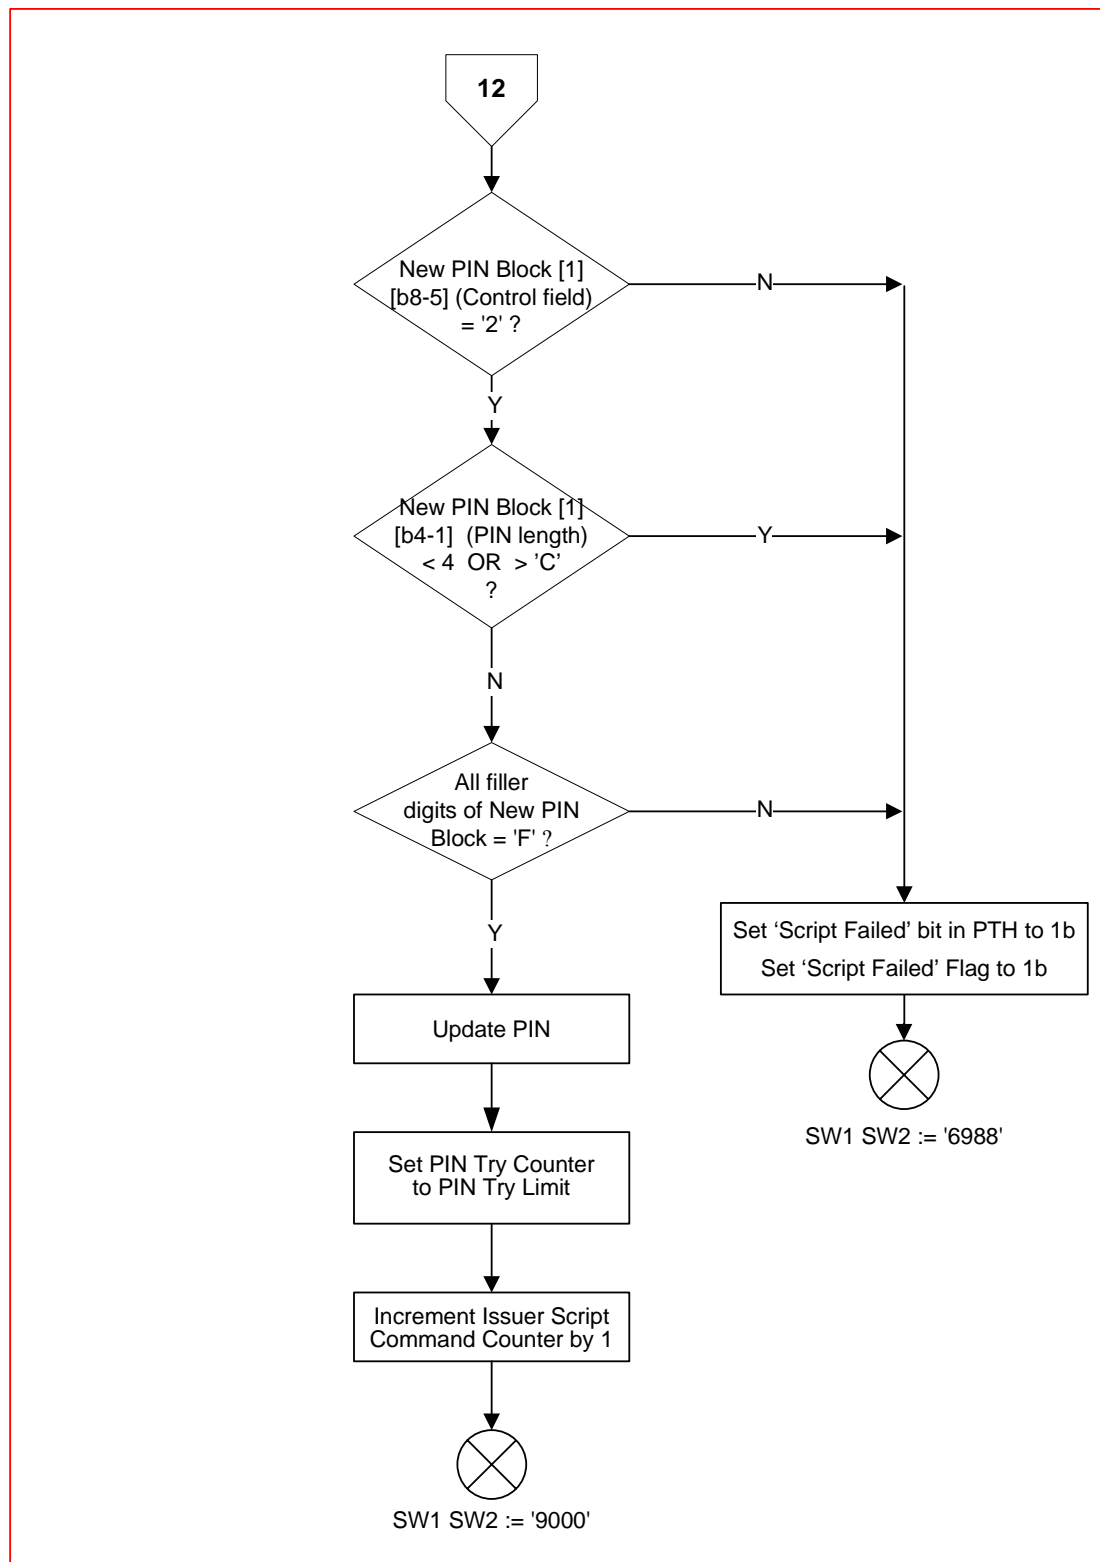 12
New PIN Block [1]
[b8-5] (Control field)
= '2' ?
N
Y
New PIN Block [1]
[b4-1] (PIN length)
< 4 OR > 'C'
?
Y
N
All filler
digits of New PIN
Block = 'F' ?
N
Y
Set ‘Script Failed’ bit in PTH to 1b
Set ‘Script Failed’ Flag to 1b
Update PIN
SW1 SW2 := '6988'
Set PIN Try Counter
to PIN Try Limit
Increment Issuer Script
Command Counter by 1
SW1 SW2 := '9000'